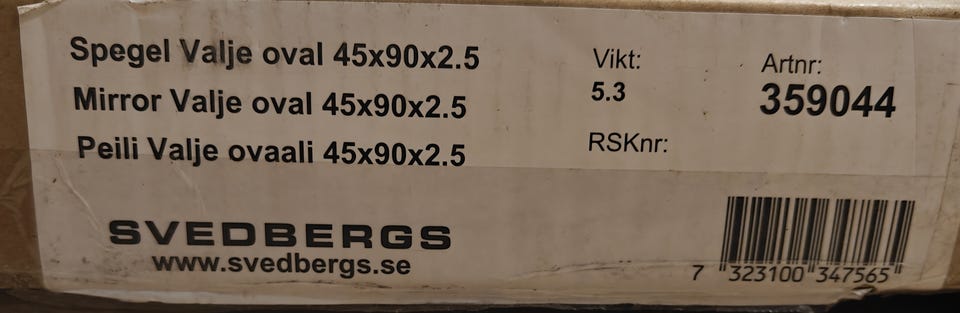 Spegel Valje oval 45x90x2.5
Mirror Valje oval 45x90x2.5
Peili Valje ovaali 45x90x2.5
Vikt:
5.3
RSKnr:
Artnr:
359044
SVEDBERGS
www.svedbergs.se
7 323100 347565